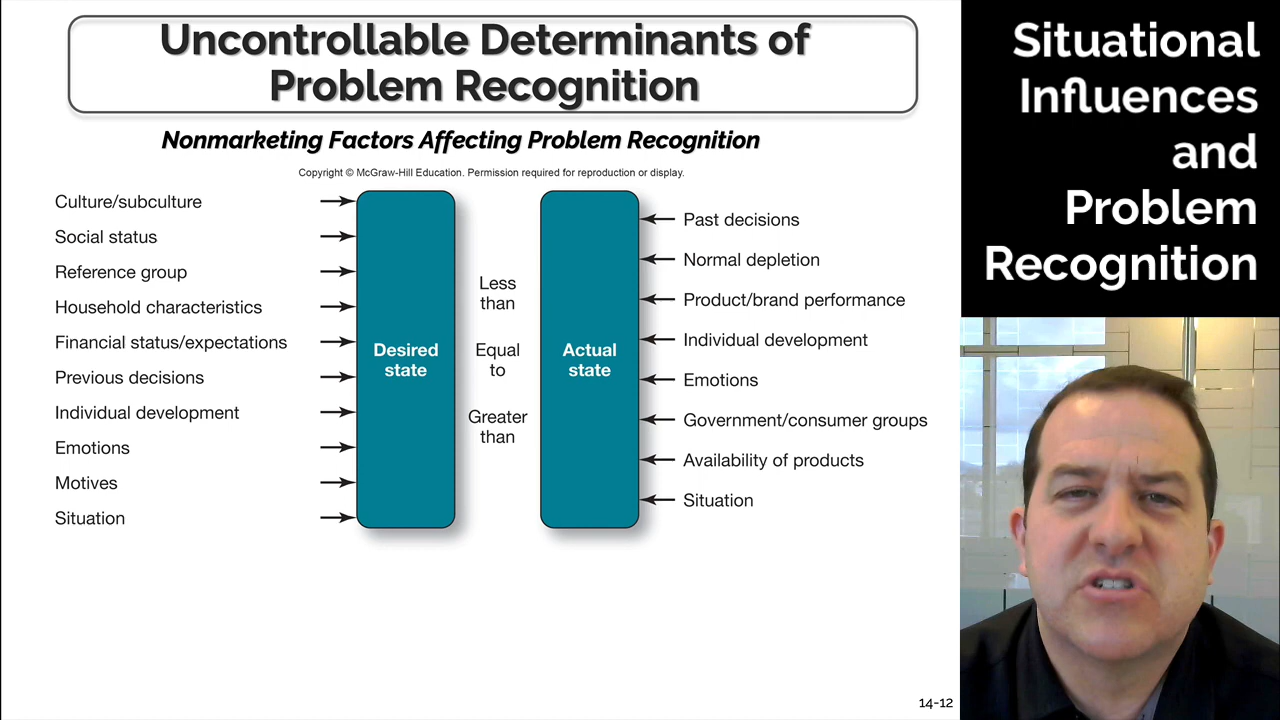 Uncontrollable Determinants of
Problem Recognition
Nonmarketing Factors Affecting Problem Recognition
Copyright © McGraw-Hill Education. Permission required for reproduction or display.
Culture/subculture
Social status
Reference group
Household characteristics
Financial status/expectations
Previous decisions
Individual development
Emotions
Motives
Situation
Desired
state
Less
than
Equal
to
Greater
than
Actual
state
Past decisions
Normal depletion
Product/brand performance
Individual development
Emotions
Government/consumer groups
Availability of products
Situation
14-12
Situational
Influences
and
Problem
Recognition